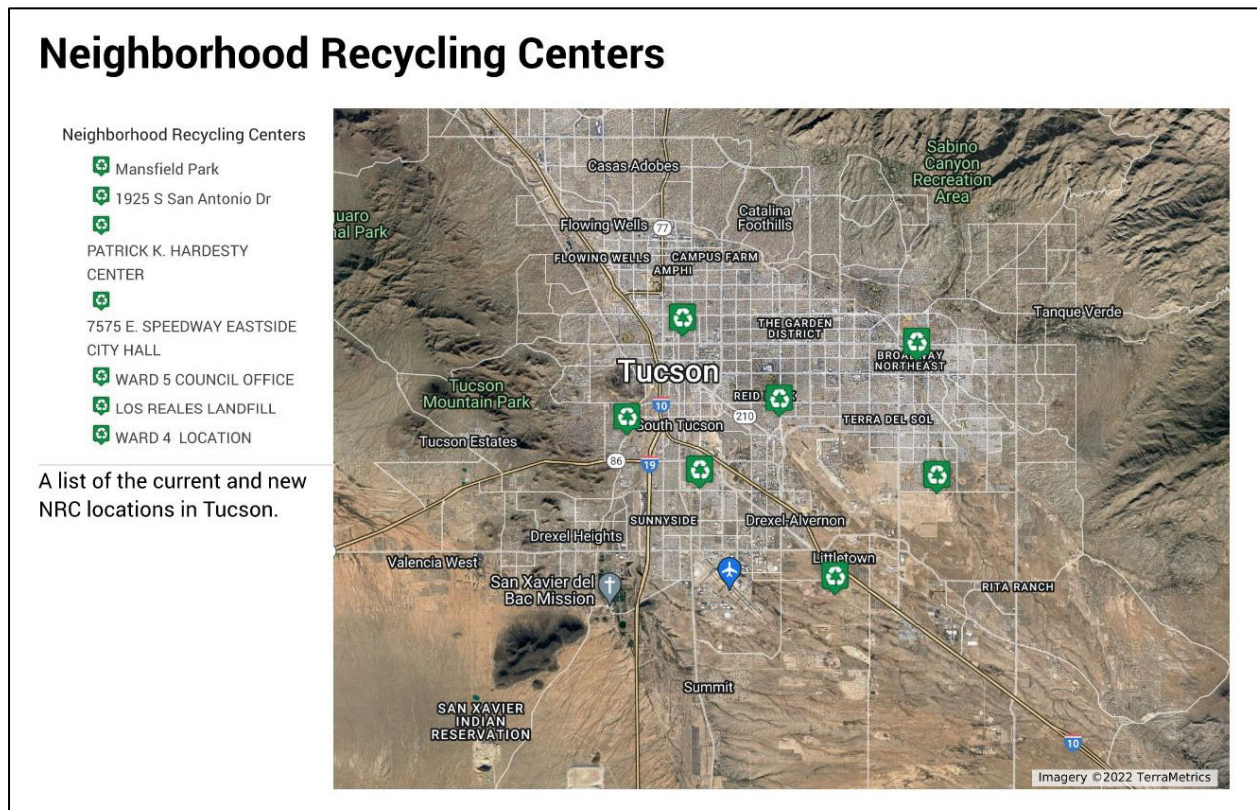 Neighborhood Recycling Centers
Neighborhood Recycling Centers
Mansfield Park
1925 S San Antonio Dr
PATRICK K. HARDESTY
CENTER
7575 E. SPEEDWAY EASTSIDE
CITY HALL
WARD 5 COUNCIL OFFICE
LOS REALES LANDFILL
WARD 4 LOCATION
A list of the current and new
NRC locations in Tucson.
Casas Adobes
Sabino
Canyon
Recreation
Area
guaro
nal Park
Flowing Wells
77
Catalina
Foothills
FLOWING WELLS
CAMPUS FARM
AMPHI
Tanque Verde
THE GARDEN
DISTRICT
BROADWAY
NORTHEAST
Tucson
Tucson
Mountain Park
REID
10
210
South Tucson
TERRA DEL SOL
Tucson Estates
86
19
SUNNYSIDE
Drexel-Alvernon
Drexel Heights
Valencia West
Littletown
San Xavier del
Bac Mission
RITA RANCH
Summit
SAN XAVIER
INDIAN
RESERVATION
10
Imagery ©2022 TerraMetrics